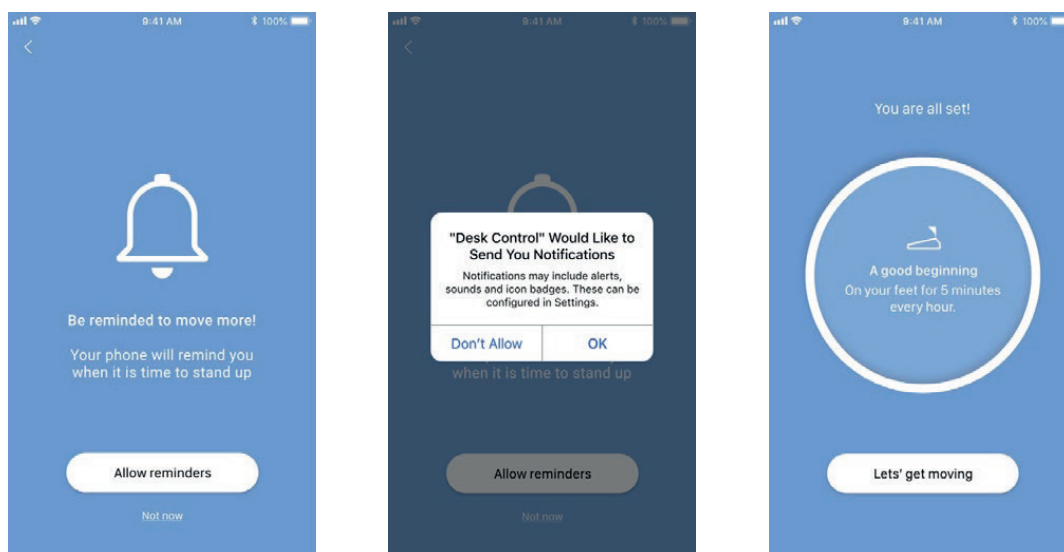 9:41 AM
100%
Be reminded to move more!
Your phone will remind you
when it is time to stand up
Allow reminders
Not now
9:41 AM
100%
"Desk Control" Would Like to
Send You Notifications
Notifications may include alerts,
sounds and icon badges. These can be
configured in Settings.
Don't Allow
OK
when it is time to stand up
Allow reminders
Not now
9:41 AM
100%
You are all set!
A good beginning
On your feet for 5 minutes
every hour.
Lets' get moving